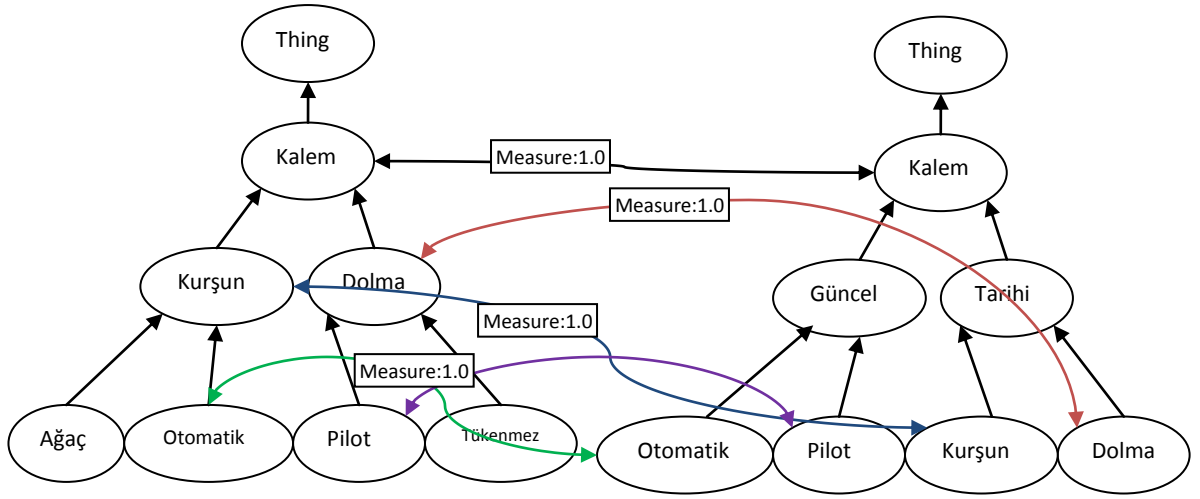 Thing
Thing
Kalem
Measure:1.0
Kalem
Measure:1.0
Kurşun
Dolma
Güncel
Tarihi
Measure:1.0
Measure:1.0
Ağaç
Otomatik
Pilot
Tükenmez
Otomatik
Pilot
Kurşun
Dolma